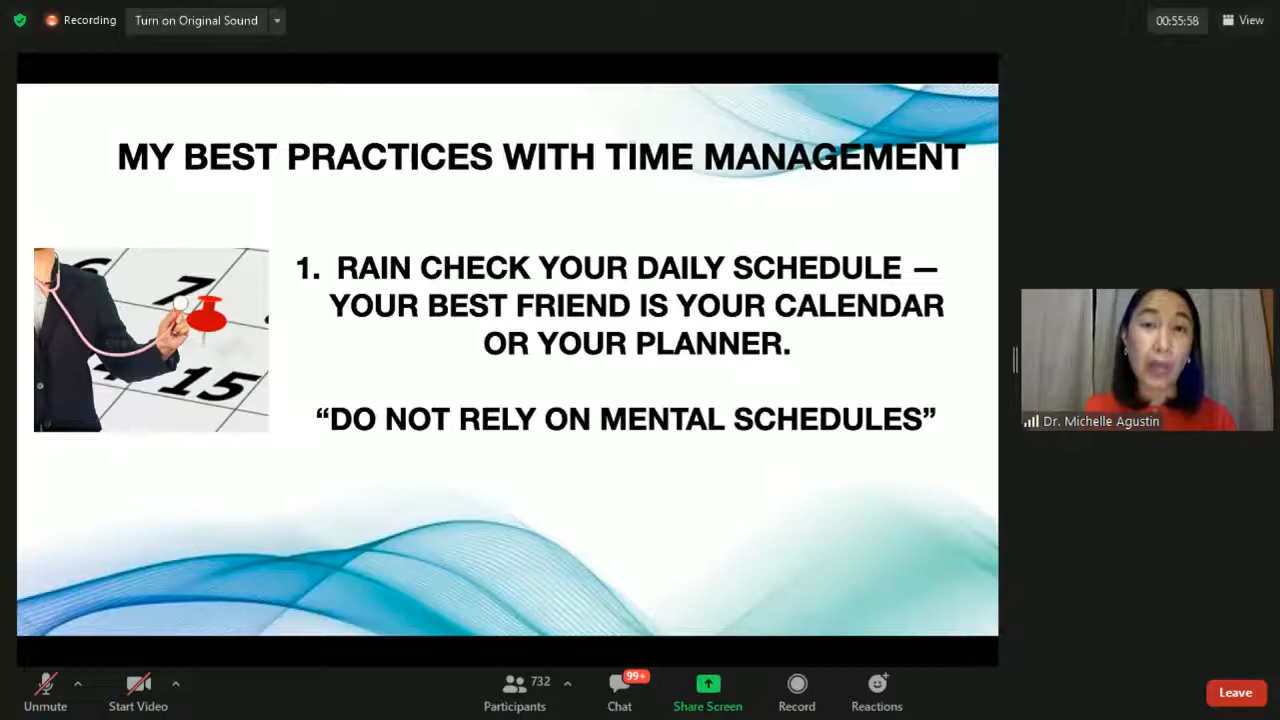 Recording
Turn on Original Sound
00:55:58
View
MY BEST PRACTICES WITH TIME MANAGEMENT
1. RAIN CHECK YOUR DAILY SCHEDULE —
YOUR BEST FRIEND IS YOUR CALENDAR
OR YOUR PLANNER.
“DO NOT RELY ON MENTAL SCHEDULES”
7
15
Dr. Michelle Agustin
Unmute
Start Video
732
Participants
99+
Chat
Share Screen
Record
Reactions
Leave